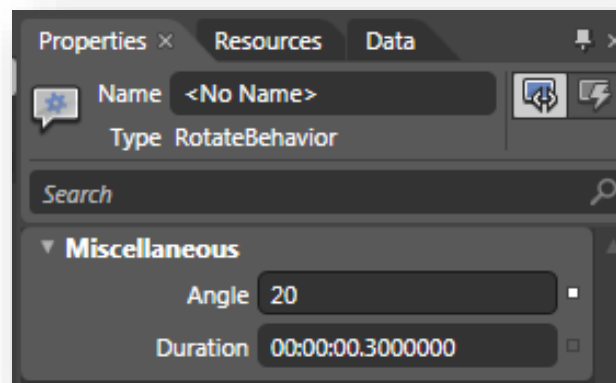 Properties × Resources Data
Name <No Name>
Type RotateBehavior
Search
Miscellaneous
Angle 20
Duration 00:00:00.3000000